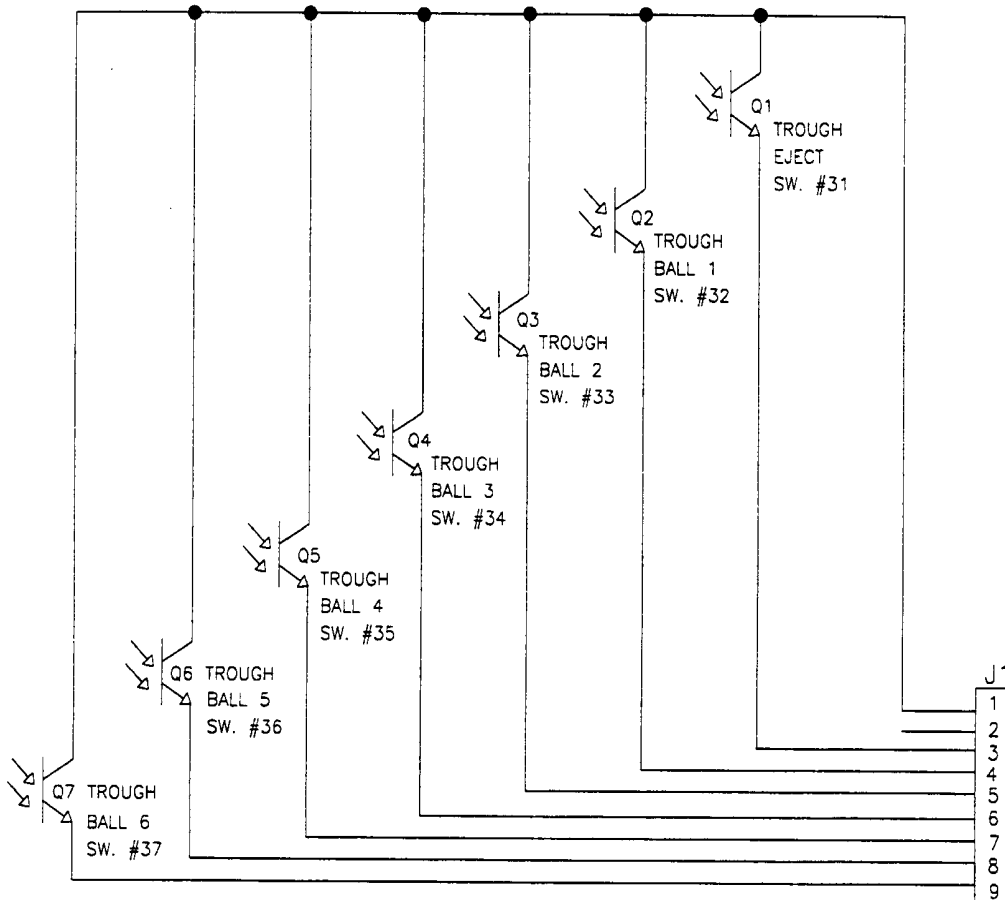 Q1
TROUGH
EJECT
SW. #31
Q2
TROUGH
BALL 1
SW. #32
Q3
TROUGH
BALL 2
SW. #33
Q4
TROUGH
BALL 3
SW. #34
Q5
TROUGH
BALL 4
SW. #35
Q6 TROUGH
BALL 5
SW. #36
Q7 TROUGH
BALL 6
SW. #37
J1
1
2
3
4
5
6
7
8
9